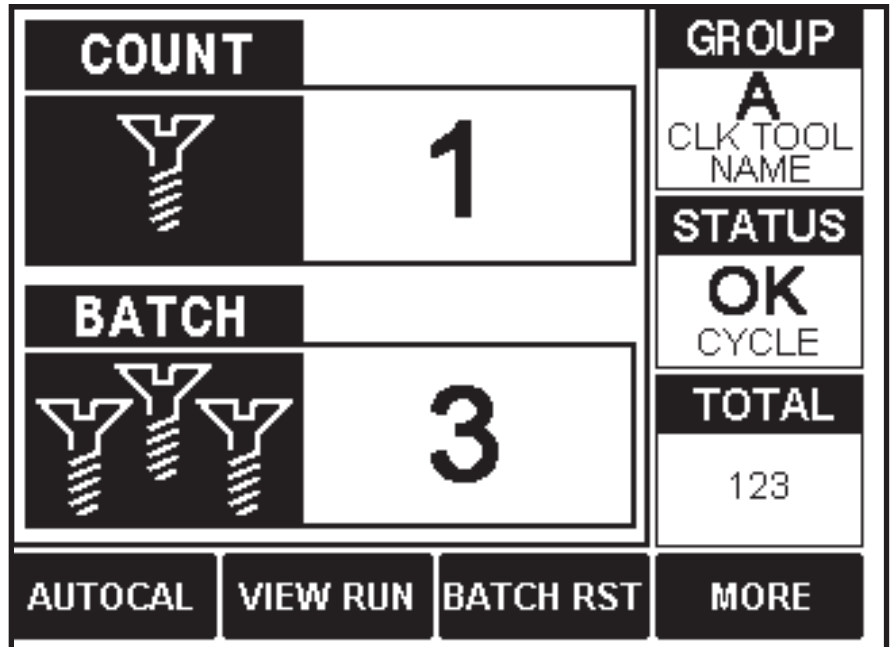 COUNT
1
BATCH
3
GROUP
A
CLK TOOL
NAME
STATUS
OK
CYCLE
TOTAL
123
AUTOCAL
VIEW RUN
BATCH RST
MORE